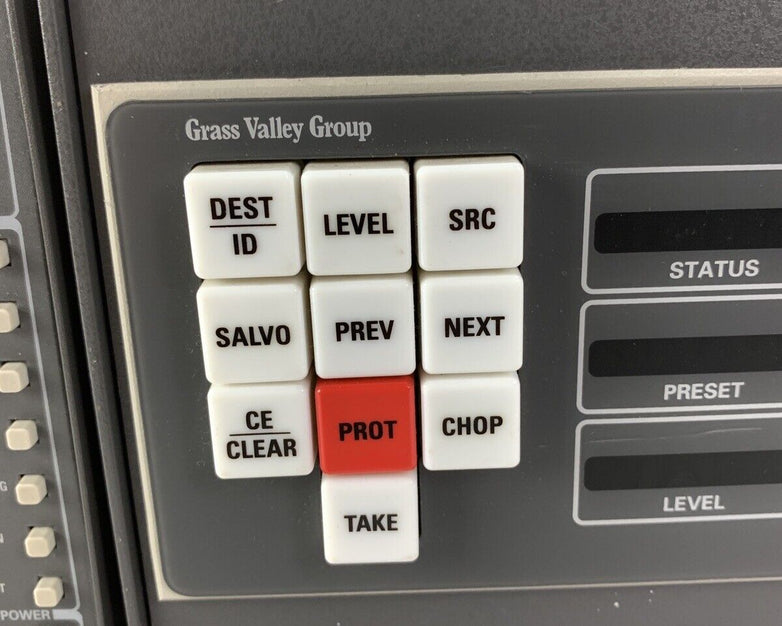 Grass Valley Group
DEST
ID
LEVEL
SRC
SALVO
PREV
NEXT
CE
CLEAR
PROT
CHOP
TAKE
STATUS
PRESET
LEVEL
G
N
T
POWER